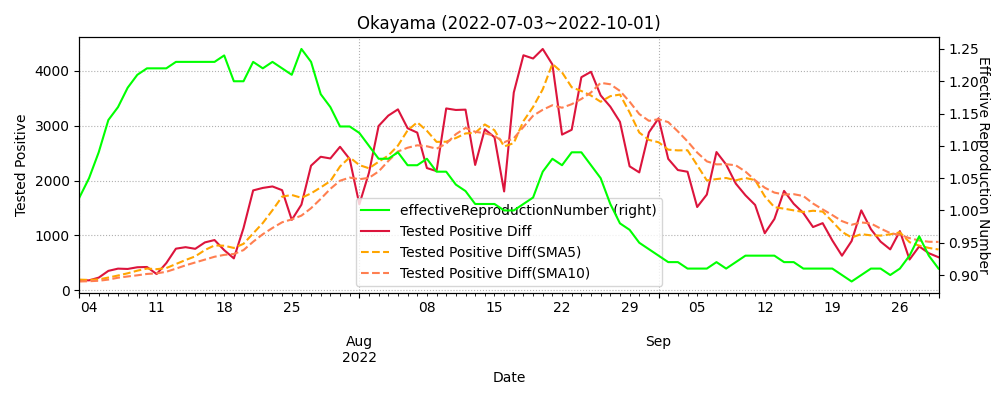 Okayama (2022-07-03~2022-10-01)
Tested Positive
4000
3000
2000
1000
0
1.25
1.20
1.15
1.10
1.05
1.00
0.95
0.90
Effective Reproduction Number
effectiveReproductionNumber (right)
Tested Positive Diff
Tested Positive Diff(SMA5)
Tested Positive Diff(SMA10)
04 11 18 25 08 15 22 29 05 12 19 26
Aug Sep
2022
Date